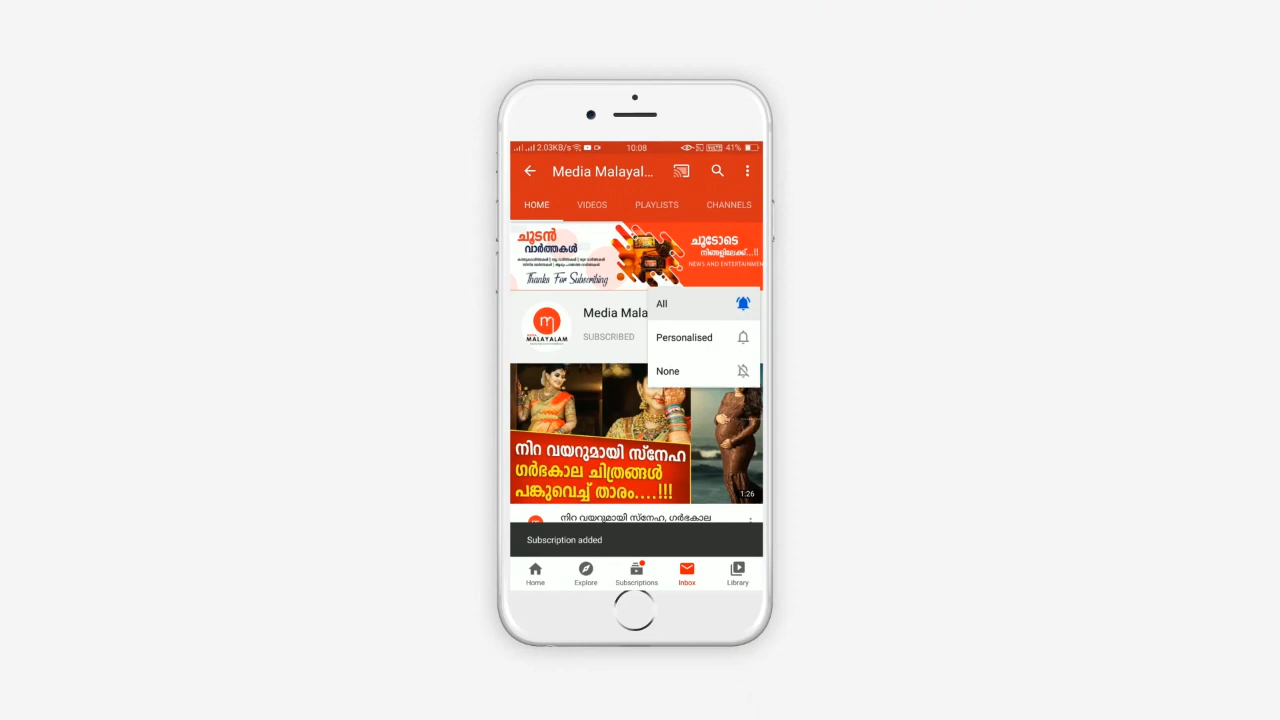 2.03KB/s 10:08 41%
Media Malayal...
HOME VIDEOS PLAYLISTS CHANNELS
ചൂടൻ
വാർത്തകൾ
Thanks For Subscribing
ചൂടോടെ
നിങ്ങളിലേക്ക്...!!
NEWS AND ENTERTAINMEN
All
Personalised
None
MALAYALAM
Media Mala
SUBSCRIBED
നിറ വയറുമായി സ്നേഹ
ഗർഭകാല ചിത്രങ്ങൾ
പങ്കുവെച്ച് താരം....!!!
1:26
നിറ വയറുമായി സ്നേഹ, ഗർഭകാല
Subscription added
Home Explore Subscriptions Inbox Library